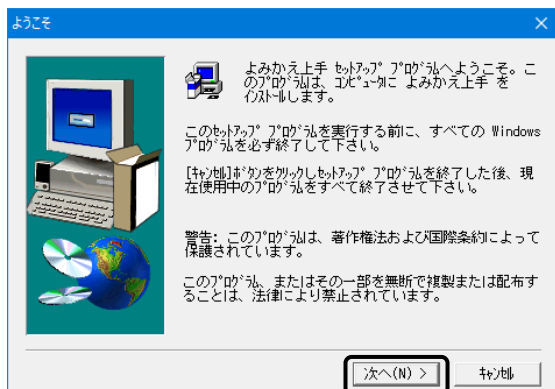 ようこそ
よみかえ上手 ｾｯﾄｱｯﾌﾟ ﾌﾟﾛｸﾞﾗﾑへようこそ。こ
のﾌﾟﾛｸﾞﾗﾑは、ｺﾝﾋﾟｭｰﾀに よみかえ上手 を
ｲﾝｽﾄｰﾙします。
このｾｯﾄｱｯﾌﾟ ﾌﾟﾛｸﾞﾗﾑを実行する前に、すべての Windows
ﾌﾟﾛｸﾞﾗﾑを必ず終了して下さい。
[ｷｬﾝｾﾙ]ﾎﾞﾀﾝをｸﾘｯｸしｾｯﾄｱｯﾌﾟ ﾌﾟﾛｸﾞﾗﾑを終了した後、現
在使用中のﾌﾟﾛｸﾞﾗﾑをすべて終了させて下さい。
警告: このﾌﾟﾛｸﾞﾗﾑは、著作権法および国際条約によって
保護されています。
このﾌﾟﾛｸﾞﾗﾑ、またはその一部を無断で複製または配布す
ることは、法律により禁止されています。
次へ(N) >
ｷｬﾝｾﾙ